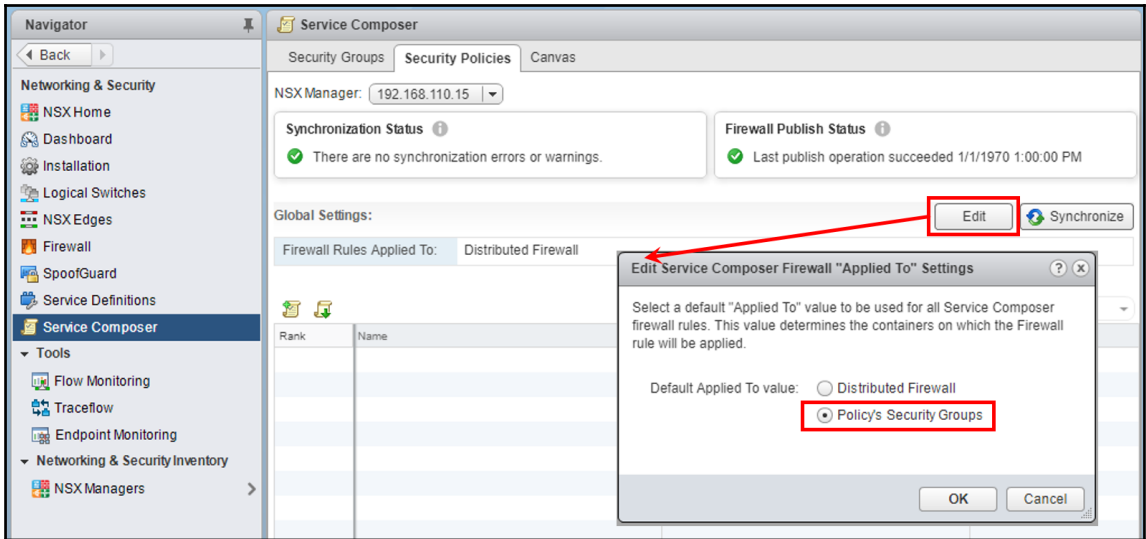 Navigator
Back
Networking & Security
NSX Home
Dashboard
Installation
Logical Switches
NSX Edges
Firewall
SpoofGuard
Service Definitions
Service Composer
Tools
Flow Monitoring
Traceflow
Endpoint Monitoring
Networking & Security Inventory
NSX Managers
Service Composer
Security Groups Security Policies Canvas
NSX Manager: 192.168.110.15
Synchronization Status
There are no synchronization errors or warnings.
Firewall Publish Status
Last publish operation succeeded 1/1/1970 1:00:00 PM
Global Settings:
Edit Synchronize
Firewall Rules Applied To: Distributed Firewall
Rank Name
Edit Service Composer Firewall "Applied To" Settings
Select a default "Applied To" value to be used for all Service Composer
firewall rules. This value determines the containers on which the Firewall
rule will be applied.
Default Applied To value: Distributed Firewall
Policy's Security Groups
OK Cancel